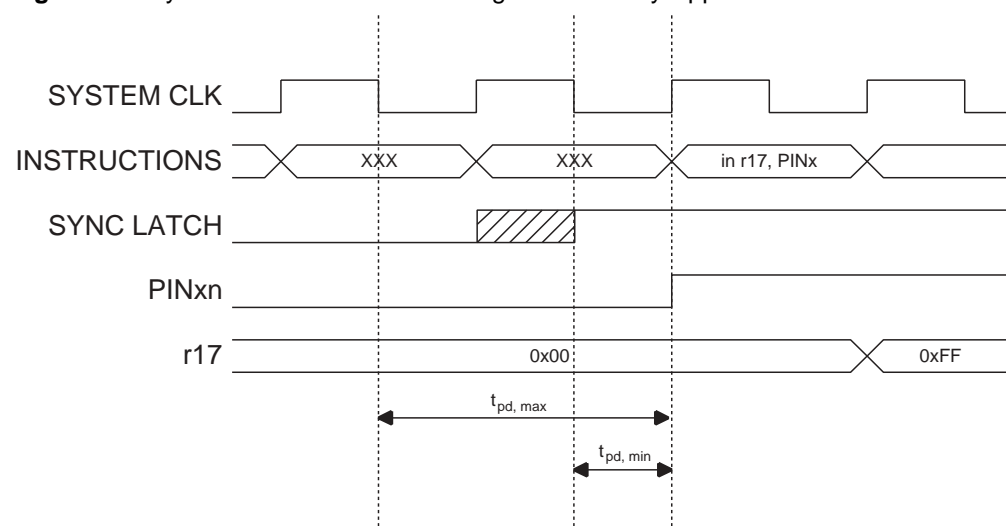 SYSTEM CLK
INSTRUCTIONS XXX XXX in r17, PINx
SYNC LATCH
PINxn
r17 0x00 0xFF
tpd, max
tpd, min